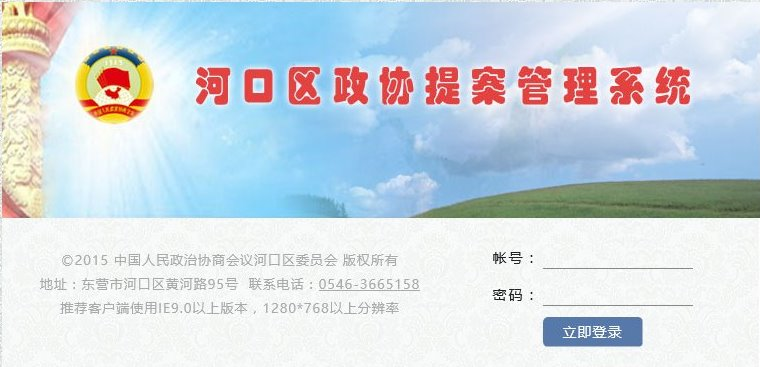 河口区政协提案管理系统
©2015 中国人民政治协商会议河口区委员会 版权所有
地址：东营市河口区黄河路95号 联系电话：0546-3665158
推荐客户端使用IE9.0以上版本，1280*768以上分辨率
帐号：
密码：
立即登录